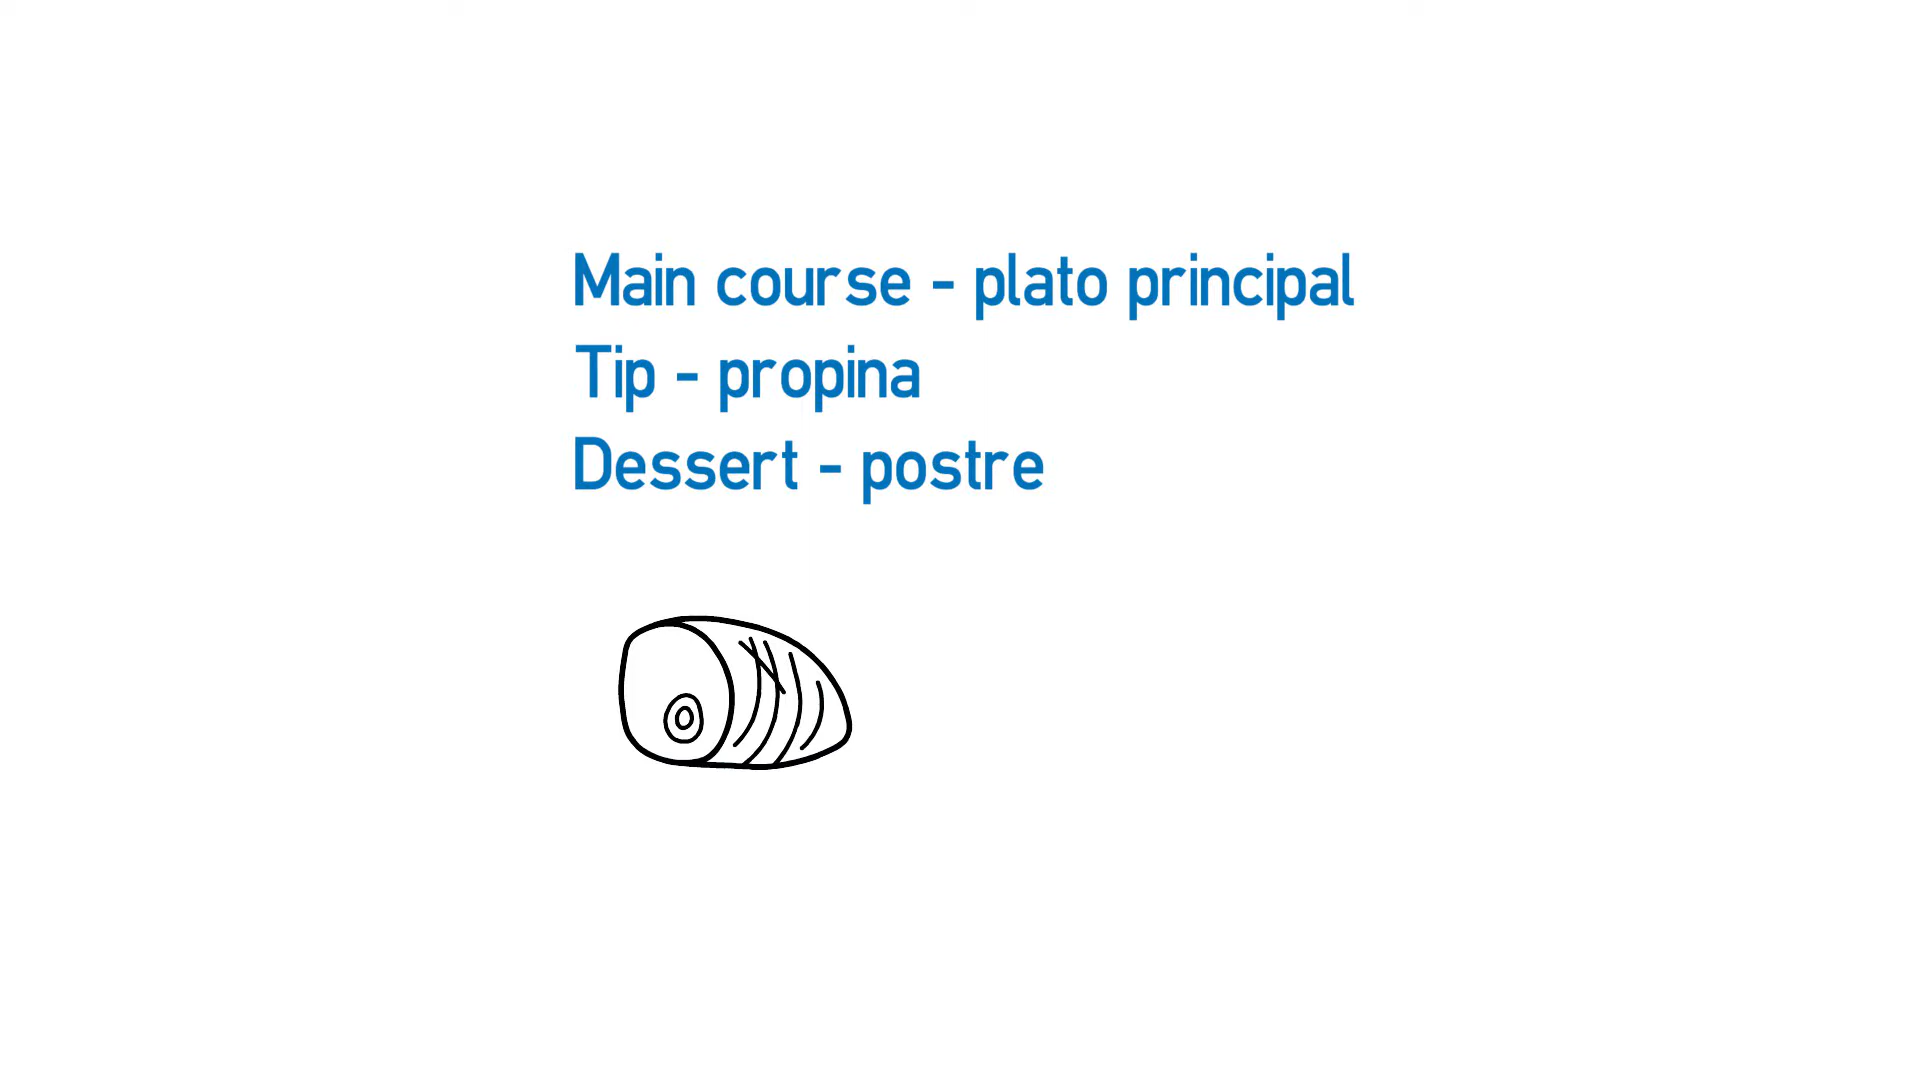 Main course - plato principal
Tip - propina
Dessert - postre